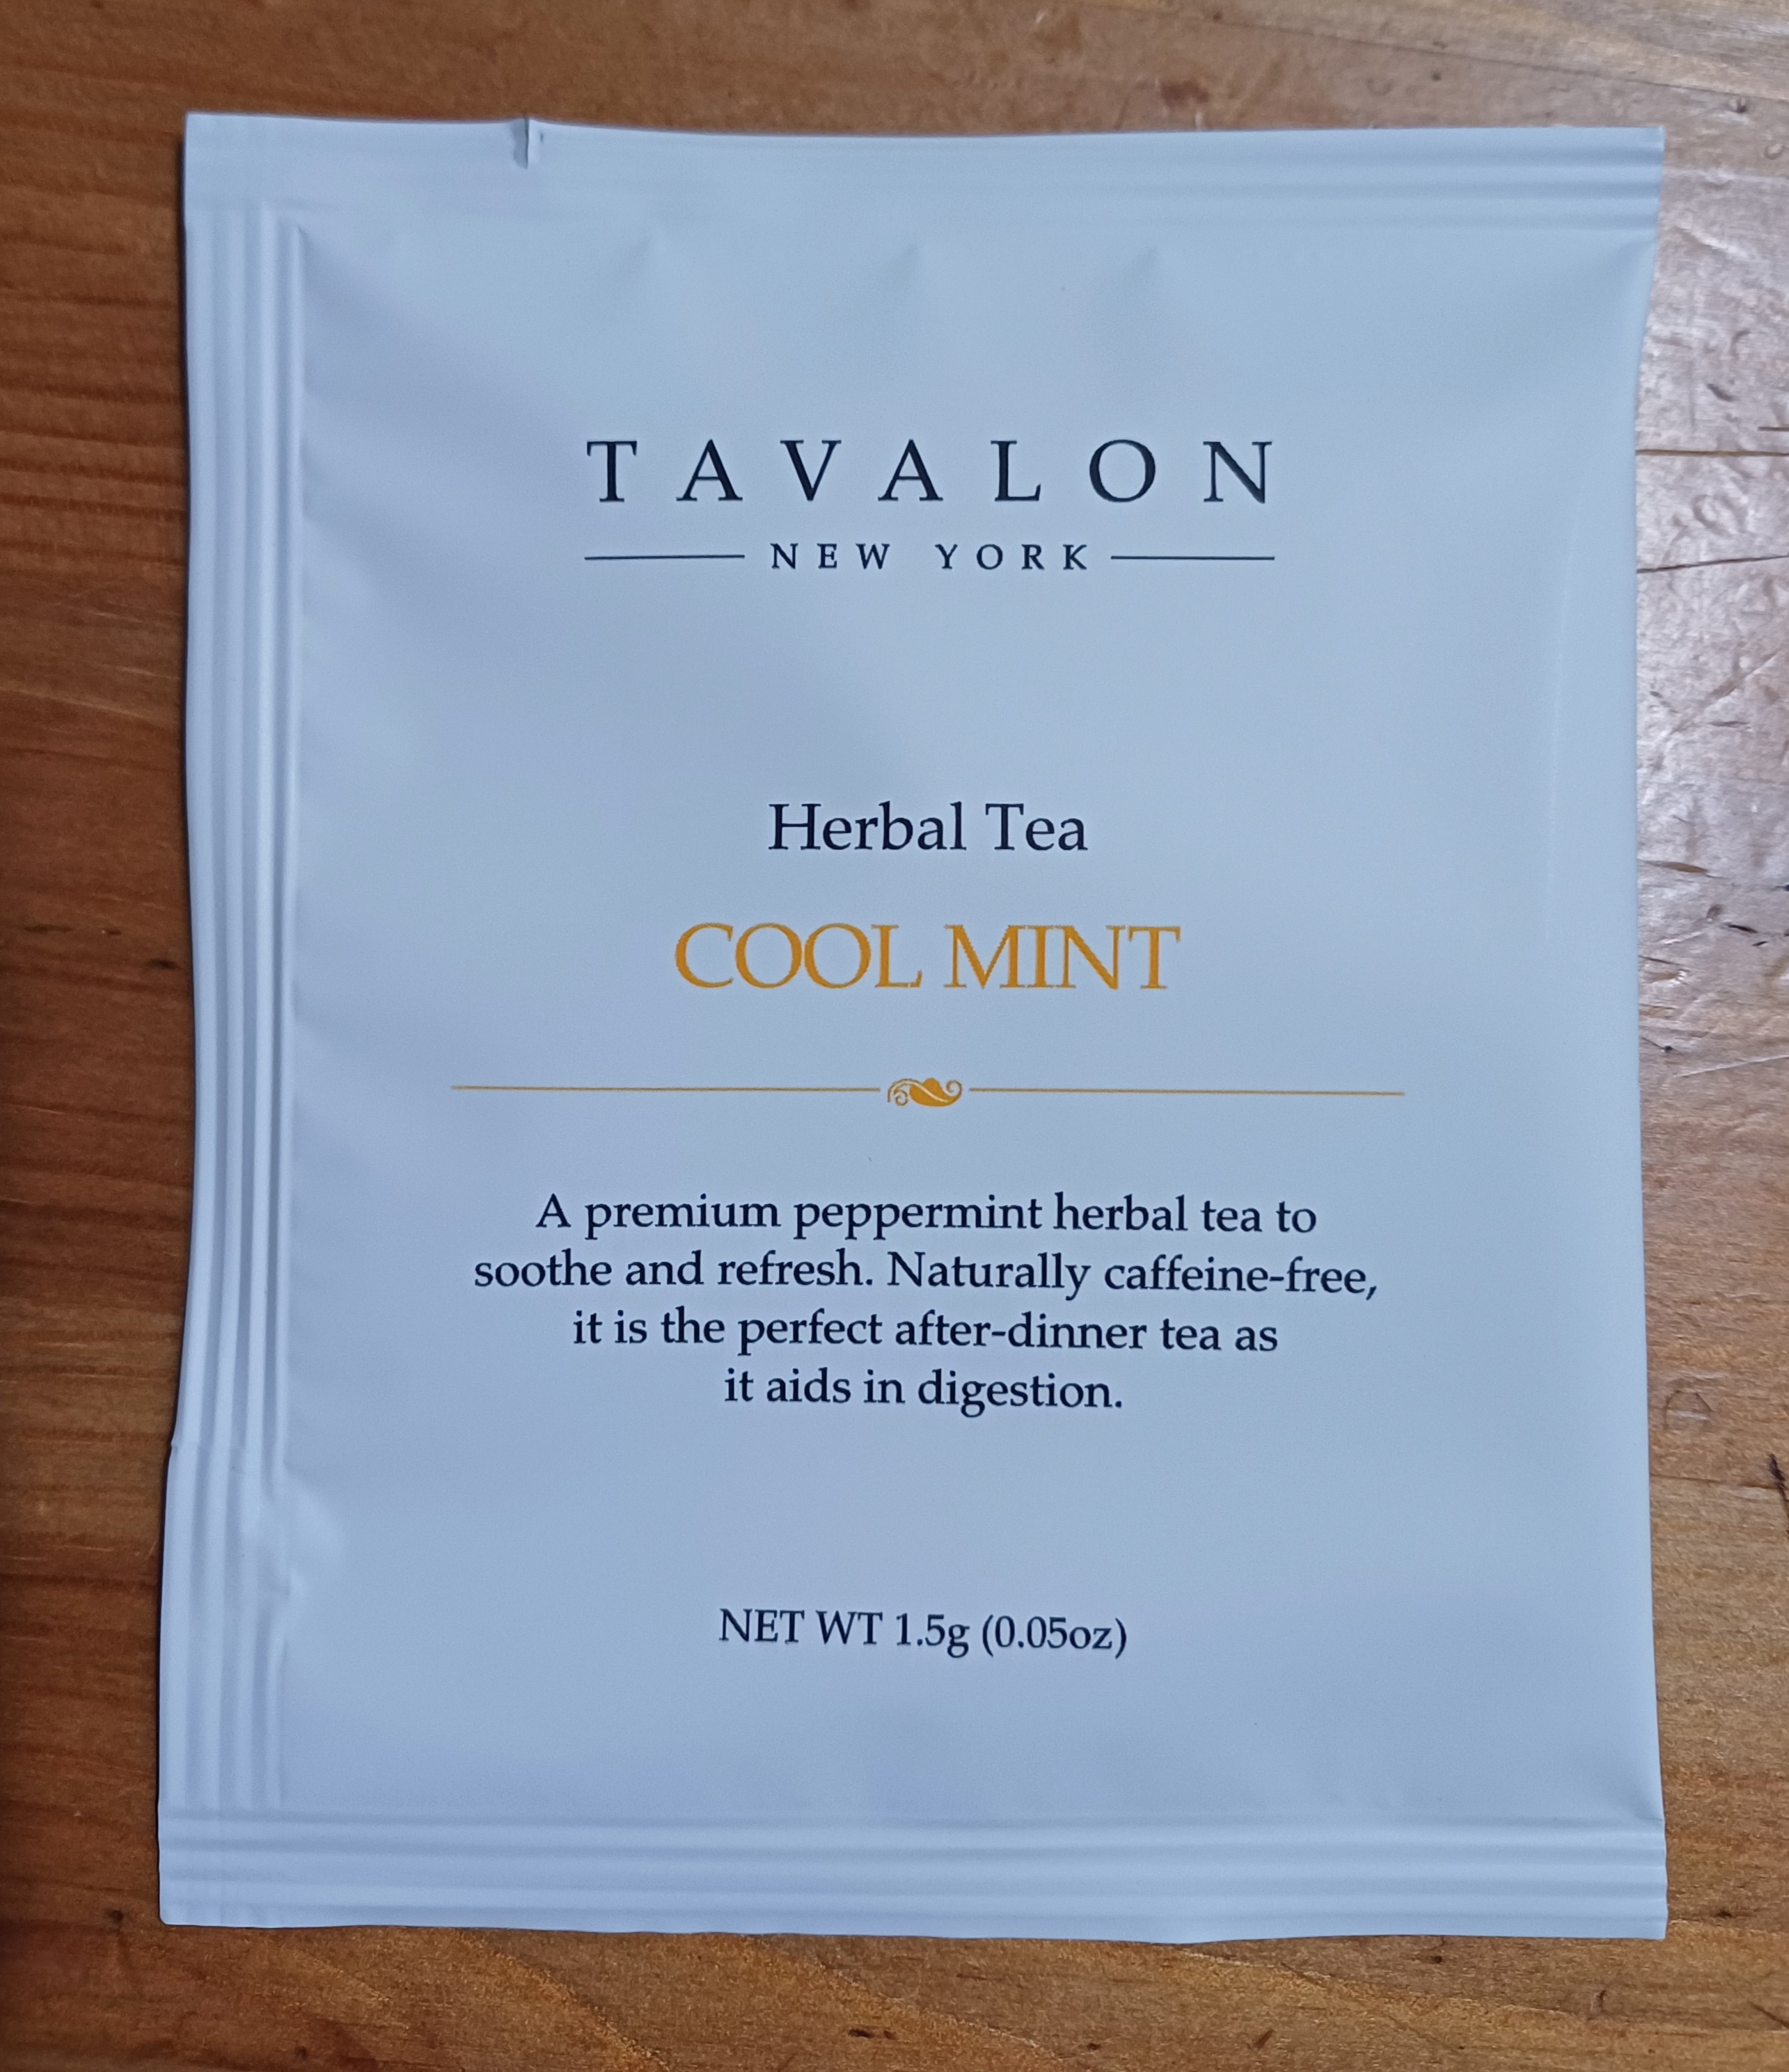 TAVALON
NEW YORK
Herbal Tea
COOL MINT
A premium peppermint herbal tea to
soothe and refresh. Naturally caffeine-free,
it is the perfect after-dinner tea as
it aids in digestion.
NET WT 1.5g (0.05oz)